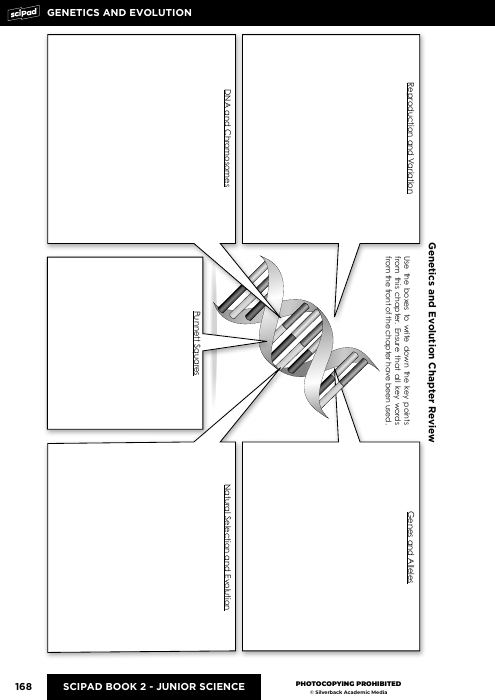 scipad GENETICS AND EVOLUTION
Genetics and Evolution Chapter Review
Use the boxes to write down the key points
from this chapter. Ensure that all key words
from the front of the chapter have been used.
Reproduction and Variation
Genes and Alleles
DNA and Chromosomes
Punnett Squares
Natural Selection and Evolution
168 SCIPAD BOOK 2 - JUNIOR SCIENCE
PHOTOCOPYING PROHIBITED
© Silverback Academic Media